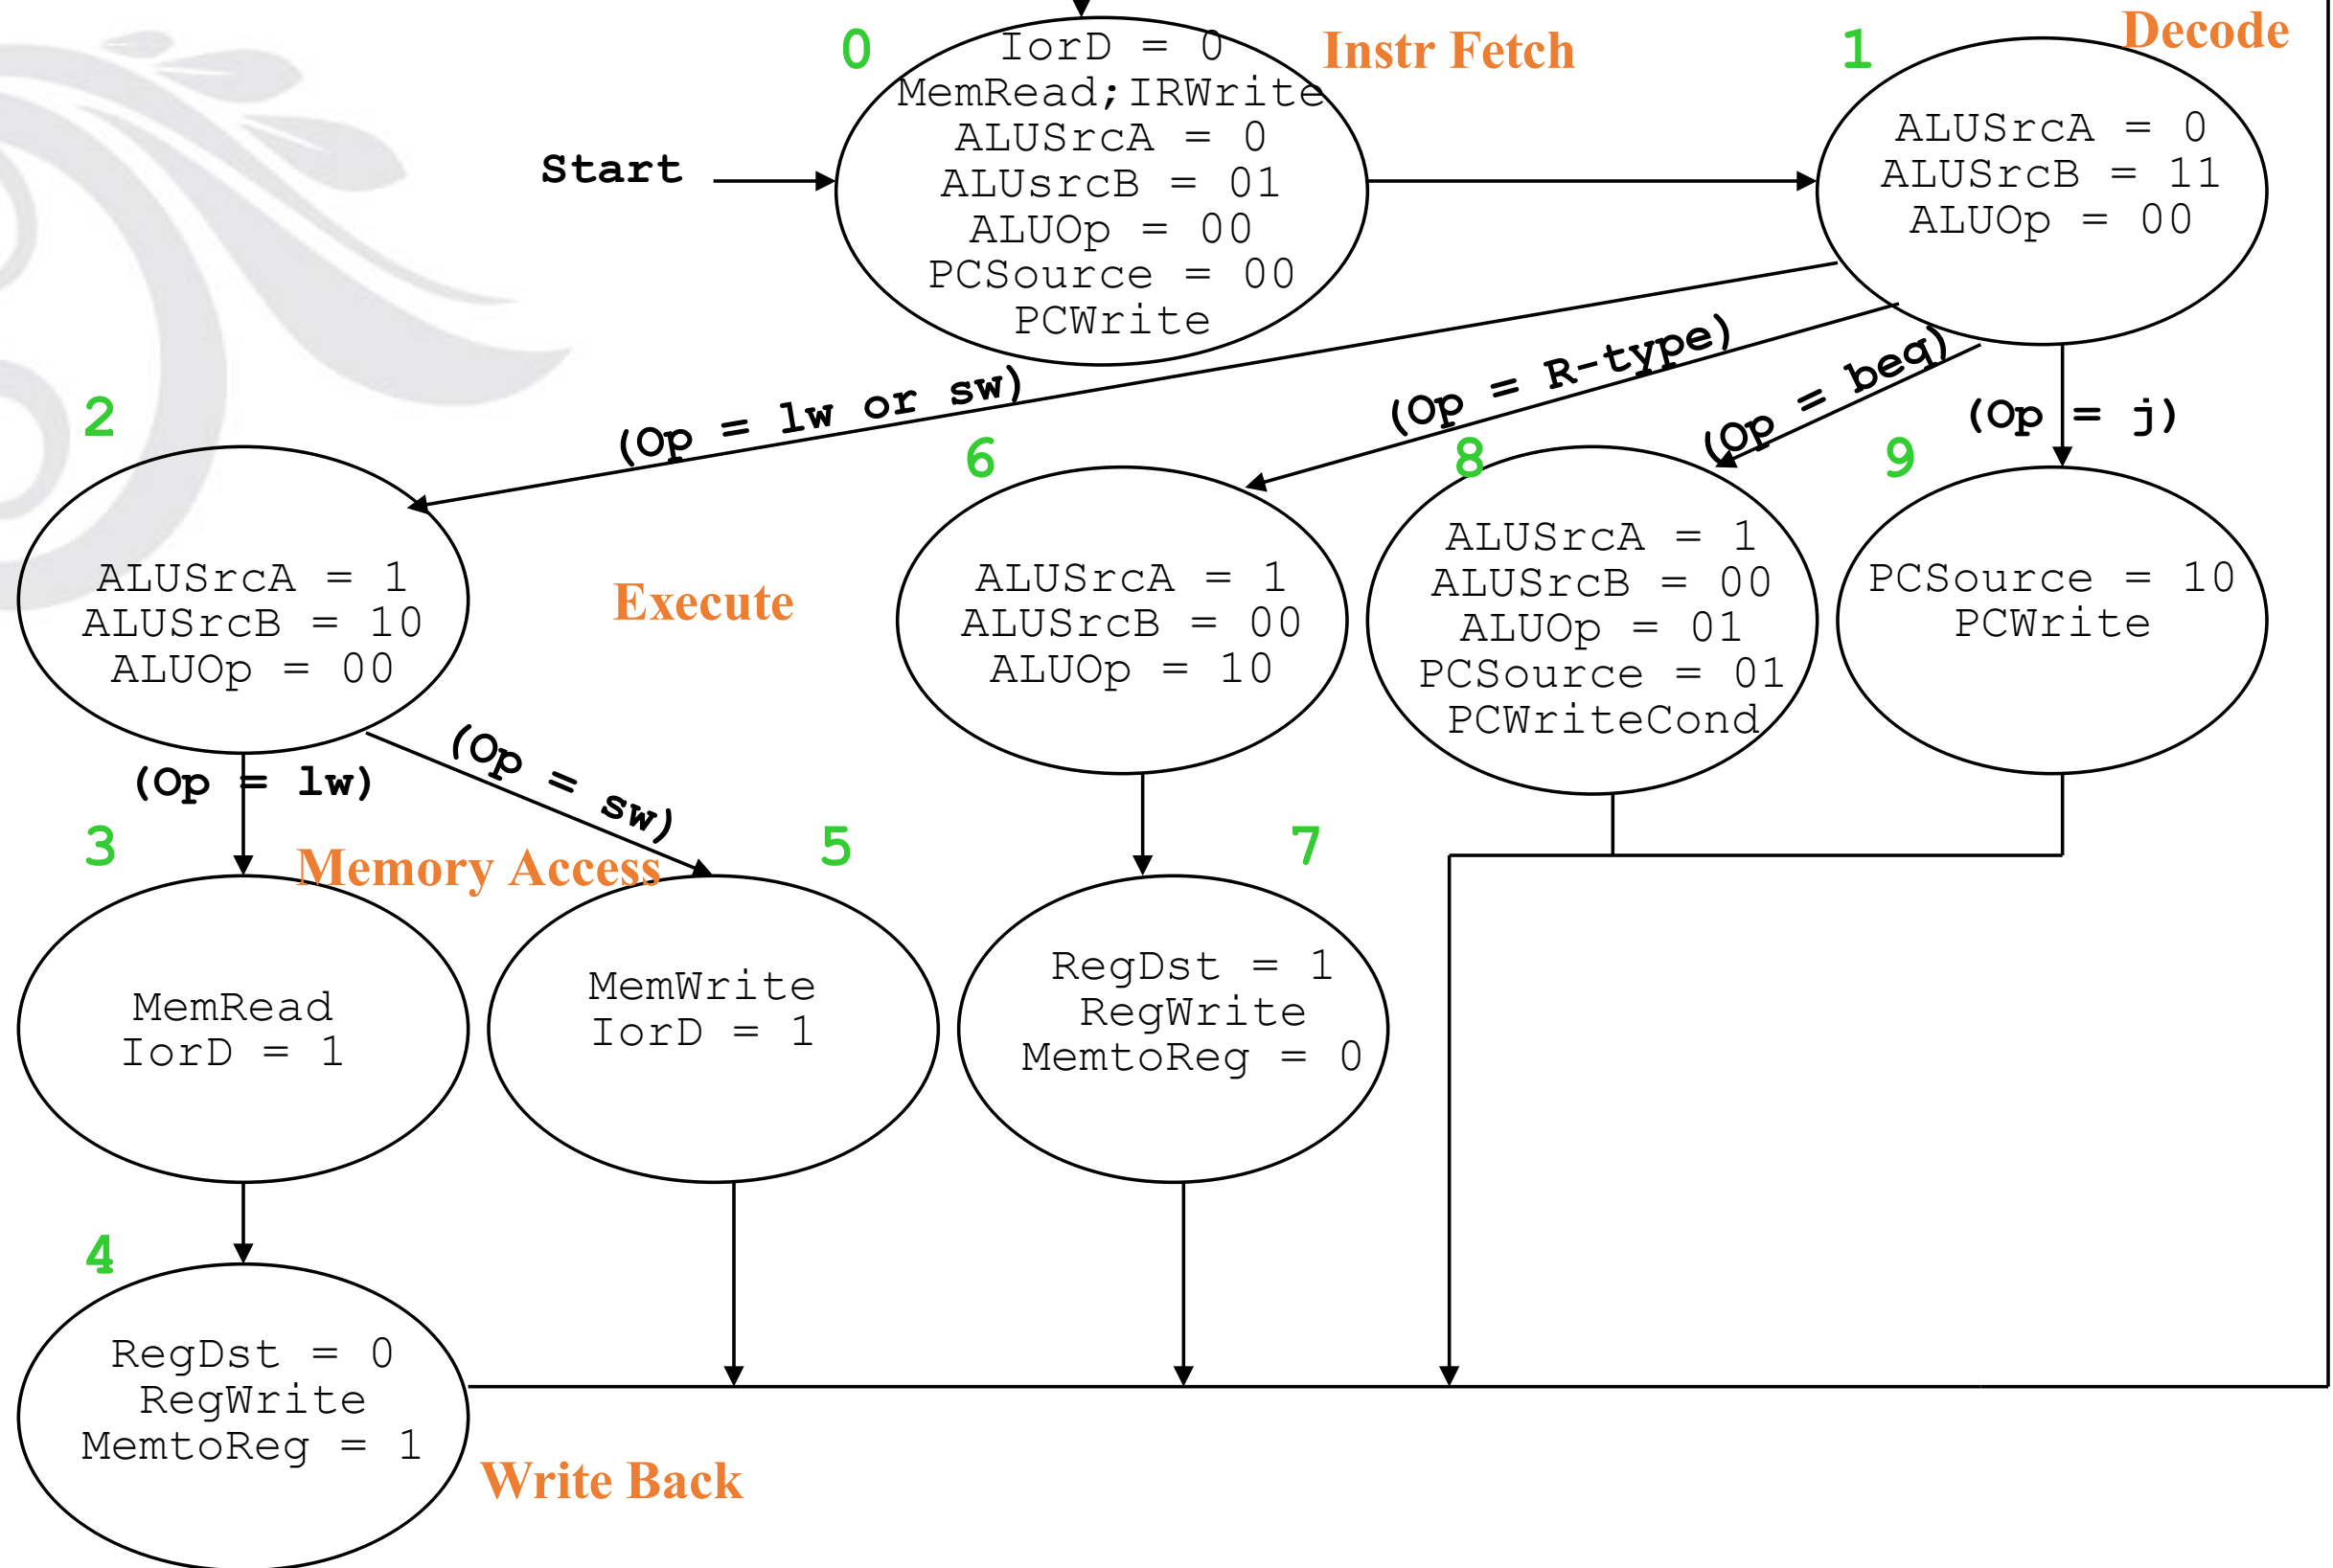 0
IorD = 0
MemRead;IRWrite
ALUSrcA = 0
ALUsrcB = 01
ALUOp = 00
PCSource = 00
PCWrite
Instr Fetch
Start
1
Decode
ALUSrcA = 0
ALUSrcB = 11
ALUOp = 00
(Op = lw or sw)
(Op = R-type)
(Op = beq)
(Op = j)
2
ALUSrcA = 1
ALUSrcB = 10
ALUOp = 00
Execute
6
ALUSrcA = 1
ALUSrcB = 00
ALUOp = 10
8
ALUSrcA = 1
ALUSrcB = 00
ALUOp = 01
PCSource = 01
PCWriteCond
9
PCSource = 10
PCWrite
(Op = lw)
(Op = sw)
3
Memory Access
MemRead
IorD = 1
5
MemWrite
IorD = 1
7
RegDst = 1
RegWrite
MemtoReg = 0
4
RegDst = 0
RegWrite
MemtoReg = 1
Write Back